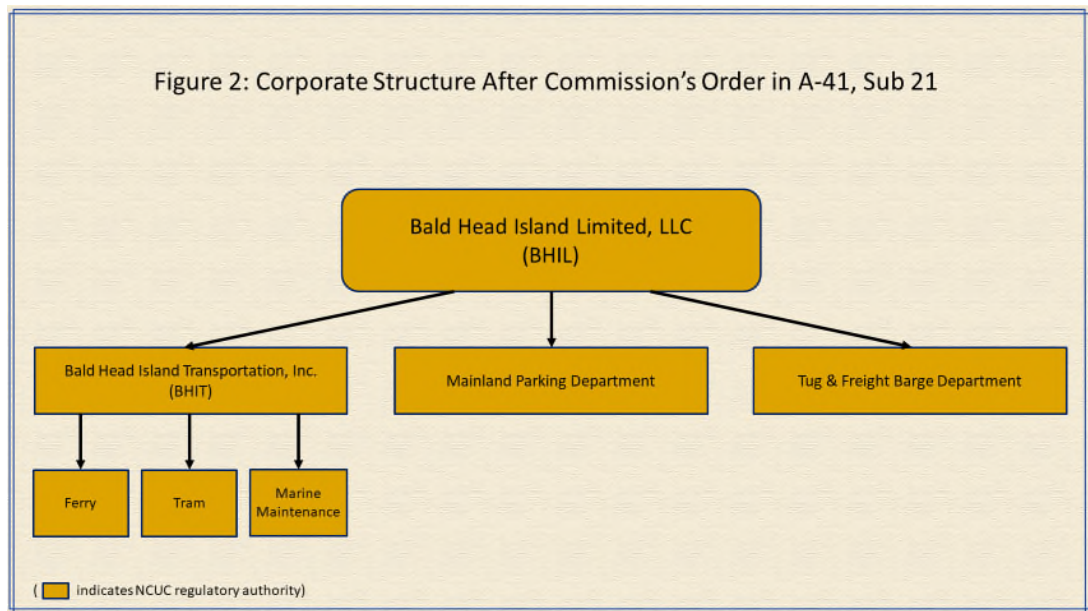 Figure 2: Corporate Structure After Commission's Order in A-41, Sub 21
Bald Head Island Limited, LLC
(BHIL)
Bald Head Island Transportation, Inc.
(BHIT)
Mainland Parking Department
Tug & Freight Barge Department
Ferry
Tram
Marine
Maintenance
( indicates NCUC regulatory authority)